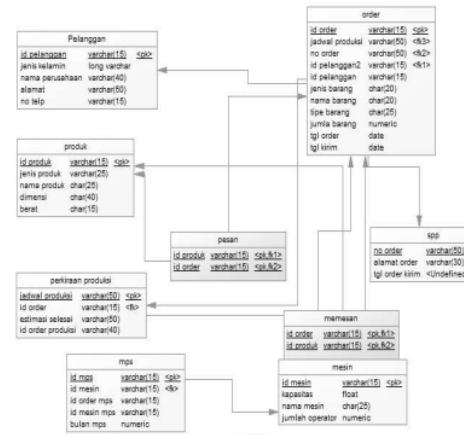 order
id order varchar(15) <pk>
jadwal produksi varchar(50) <fk3>
no order varchar(50) <fk2>
id pelanggan2 varchar(15) <fk1>
id pelanggan varchar(15)
jenis barang char(20)
nama barang char(20)
tipe barang char(25)
jumla barang numeric
tgl order date
tgl kirim date
Pelanggan
id pelanggan varchar(15) <pk>
jenis kelamin long varchar
nama perusahaan varchar(40)
alamat varchar(50)
no telp varchar(15)
produk
id produk varchar(15) <pk>
jenis produk varchar(25)
nama produk char(25)
dimensi char(40)
berat char(15)
pesan
id produk varchar(15) <pk,fk1>
id order varchar(15) <pk,fk2>
spp
no order varchar(50)
alamat order varchar(30)
tgl order kirim <Undefined
perkiraan produksi
jadwal produksi varchar(50) <pk>
id order varchar(15) <fk>
estimasi selesai varchar(50)
id order produksi varchar(40)
memesan
id order varchar(15) <pk,fk1>
id produk varchar(15) <pk,fk2>
mps
id mps varchar(15) <pk>
id mesin varchar(15) <fk>
id order mps varchar(15)
id mesin mps varchar(15)
bulan mps numeric
mesin
id mesin varchar(15) <pk>
kapasitas float
nama mesin char(25)
jumlah operator numeric